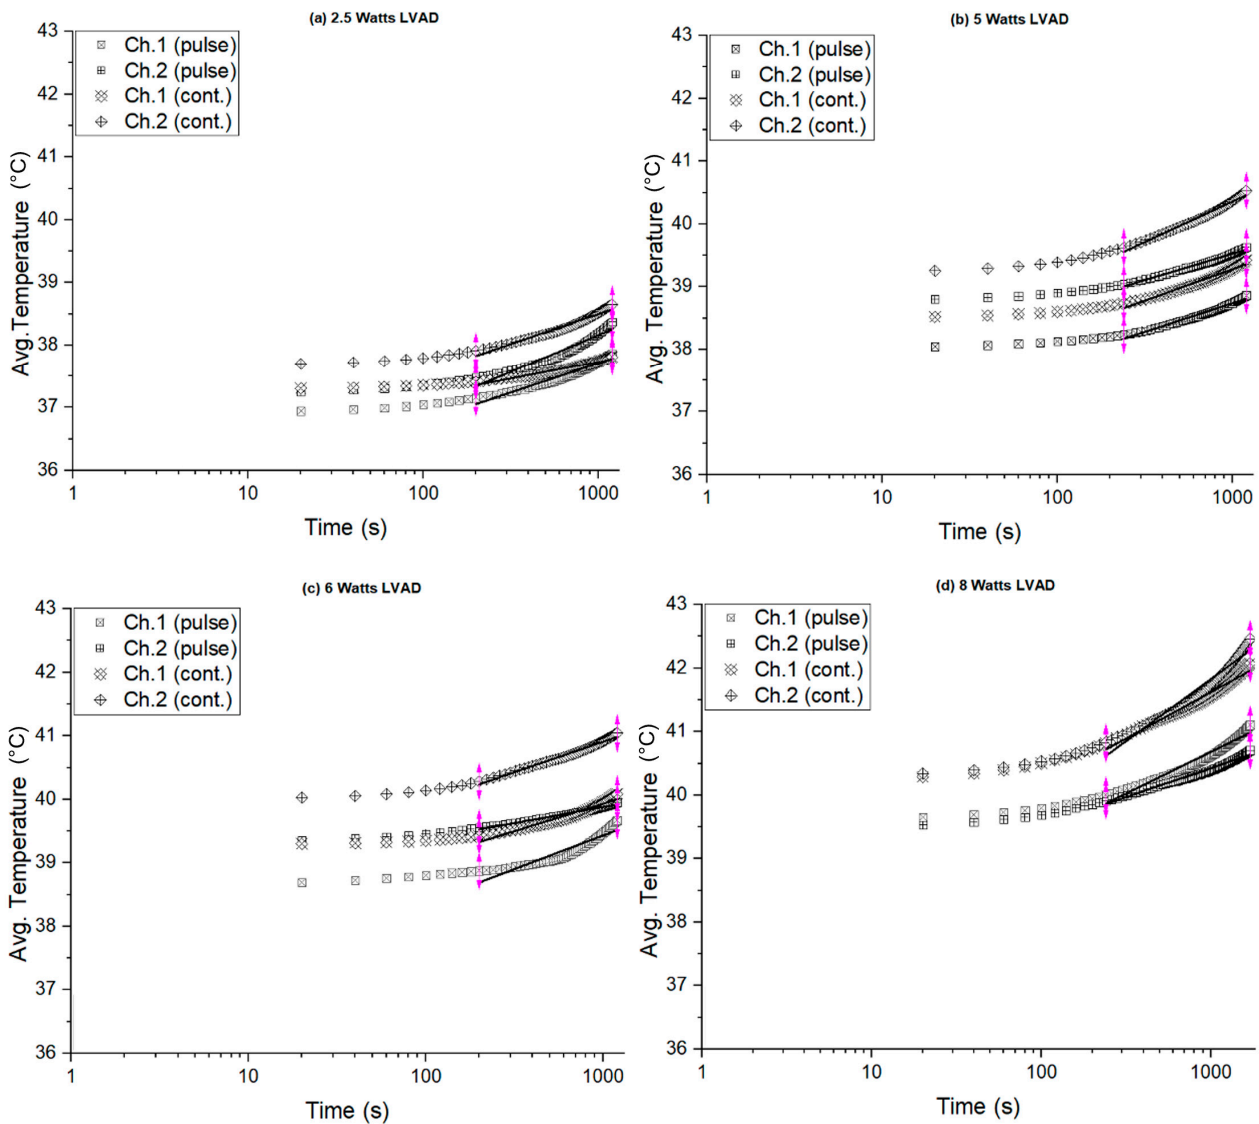 (a) 2.5 Watts LVAD
Ch.1 (pulse)
Ch.2 (pulse)
Ch.1 (cont.)
Ch.2 (cont.)
43
42
41
40
39
38
37
36
Avg.Temperature (°C)
1
10
100
1000
Time (s)
(b) 5 Watts LVAD
Ch.1 (pulse)
Ch.2 (pulse)
Ch.1 (cont.)
Ch.2 (cont.)
43
42
41
40
39
38
37
36
Avg.Temperature (°C)
1
10
100
1000
Time (s)
(c) 6 Watts LVAD
Ch.1 (pulse)
Ch.2 (pulse)
Ch.1 (cont.)
Ch.2 (cont.)
43
42
41
40
39
38
37
36
Avg. Temperature (°C)
1
10
100
1000
Time (s)
(d) 8 Watts LVAD
Ch.1 (pulse)
Ch.2 (pulse)
Ch.1 (cont.)
Ch.2 (cont.)
43
42
41
40
39
38
37
36
Avg. Temperature (°C)
1
10
100
1000
Time (s)